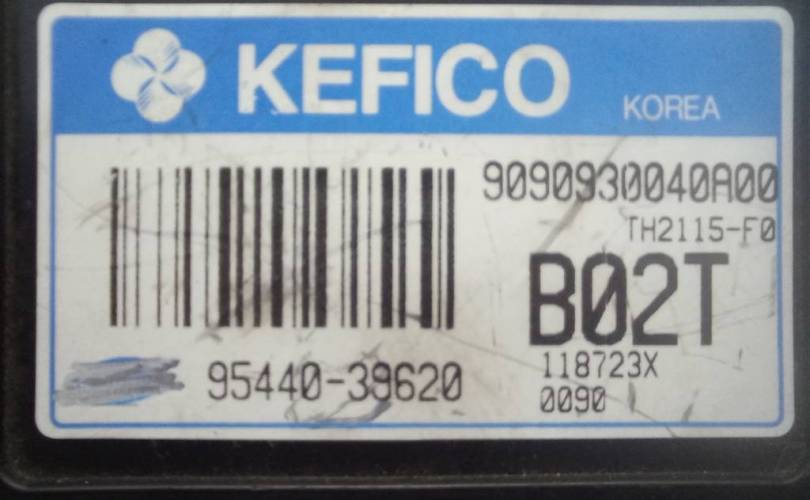 KEFICO
KOREA
9090930040A00
TH2115-F0
B02T
95440-39620
118723X
0090